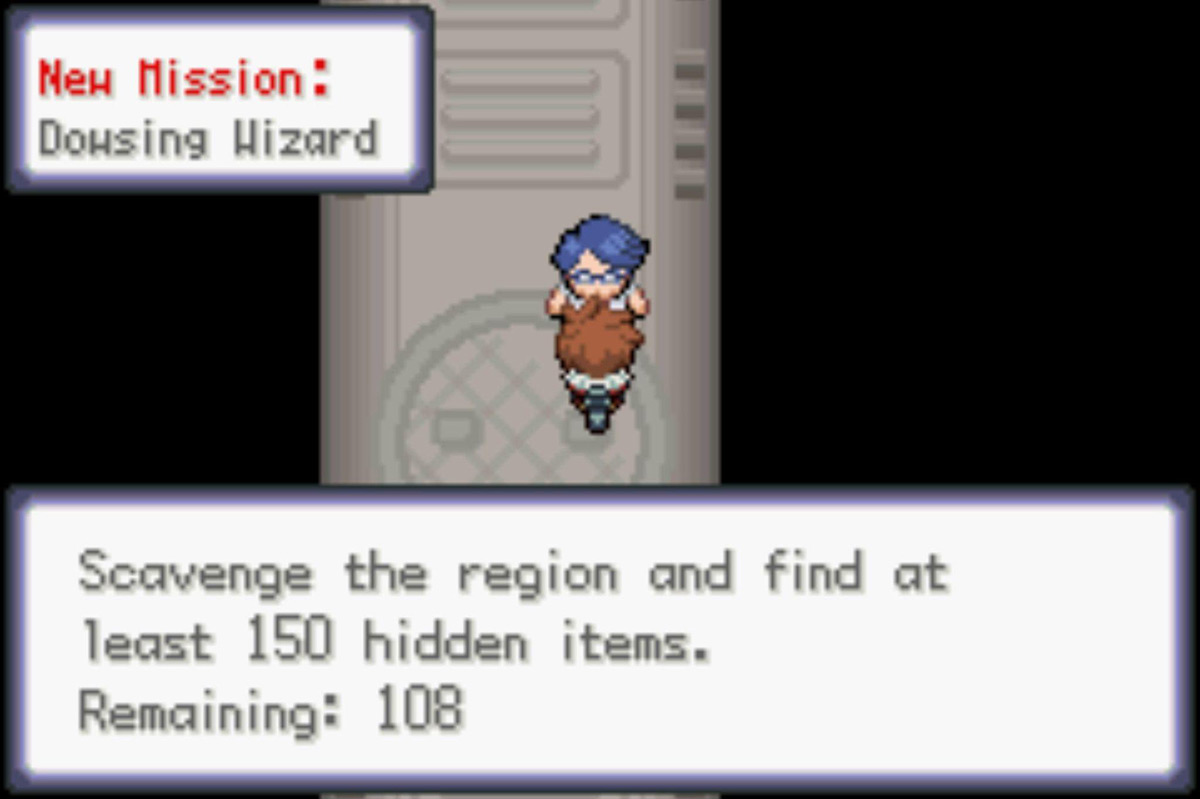 New Mission:
Dowsing Wizard
Scavenge the region and find at
least 150 hidden items.
Remaining: 108